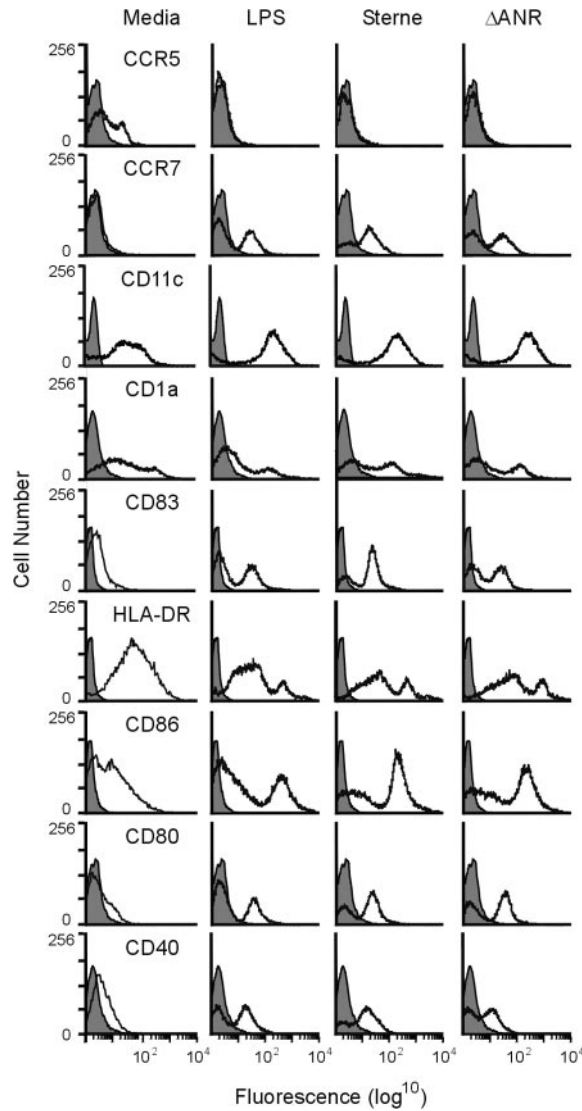 Media LPS Sterne ΔANR
256 CCR5
0
256 CCR7
0
256 CD11c
0
256 CD1a
0
256 CD83
0
256 HLA-DR
0
256 CD86
0
256 CD80
0
256 CD40
0
10² 10⁴ 10² 10⁴ 10² 10⁴ 10² 10⁴
Cell Number
Fluorescence (log¹⁰)